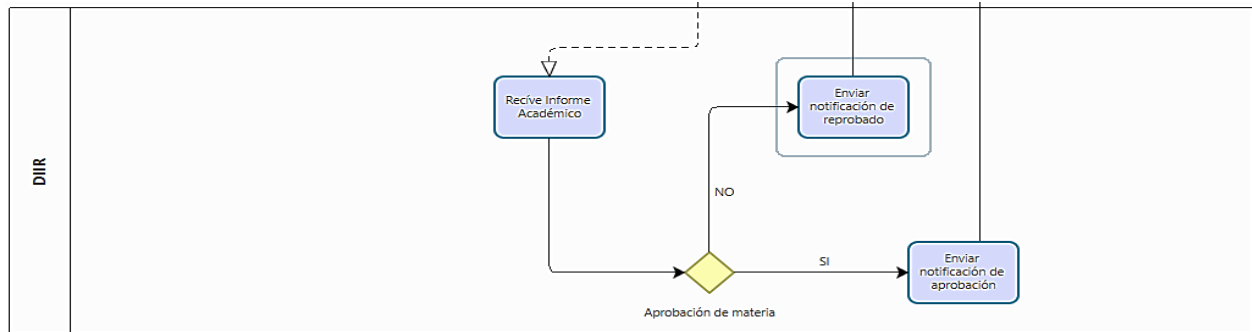 DIIR
Recíve Informe
Académico
Enviar
notificación de
reprobado
NO
SI
Enviar
notificación de
aprobación
Aprobación de materia